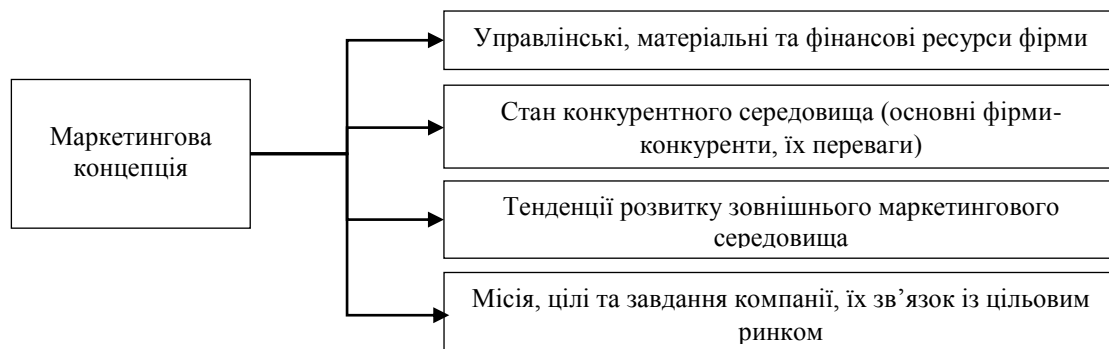 Маркетингова
концепція
Управлінські, матеріальні та фінансові ресурси фірми
Стан конкурентного середовища (основні фірми-
конкуренти, їх переваги)
Тенденції розвитку зовнішнього маркетингового
середовища
Місія, цілі та завдання компанії, їх зв’язок із цільовим
ринком